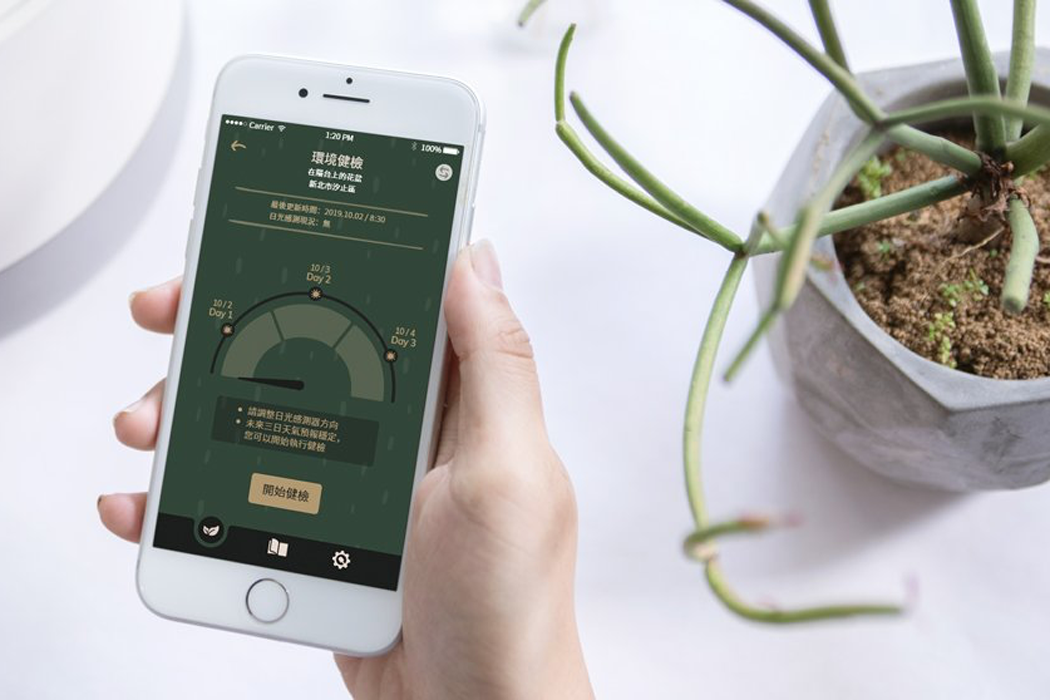 Carrier
1:20 PM
100%
環境健檢
在陽台上的花盆
新北市汐止區
最後更新時間：2019.10.02 / 8:30
日光感測現況：無
10 / 3
Day 2
10 / 2
Day 1
10 / 4
Day 3
• 請調整日光感測器方向
• 未來三日天氣預報穩定，
您可以開始執行健檢
開始健檢